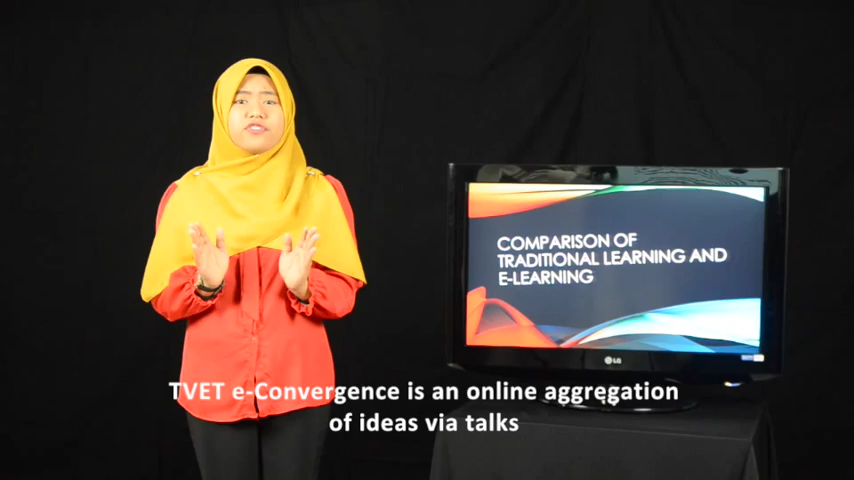 COMPARISON OF
TRADITIONAL LEARNING AND
E-LEARNING
LG
TVET e-Convergence is an online aggregation
of ideas via talks